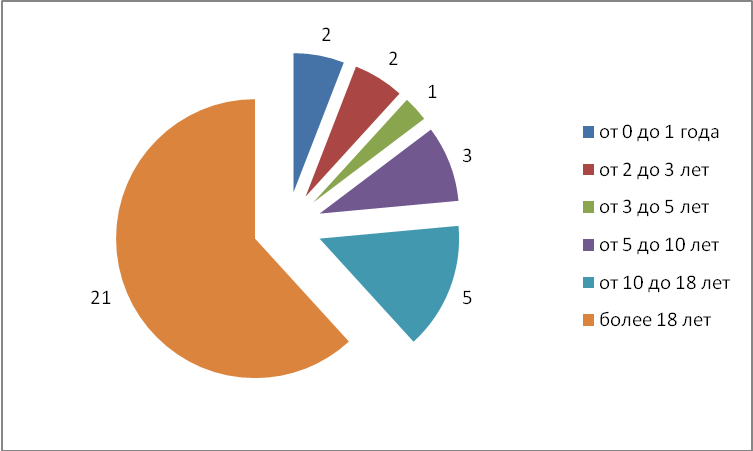 2
2
1
3
5
21
от 0 до 1 года
от 2 до 3 лет
от 3 до 5 лет
от 5 до 10 лет
от 10 до 18 лет
более 18 лет